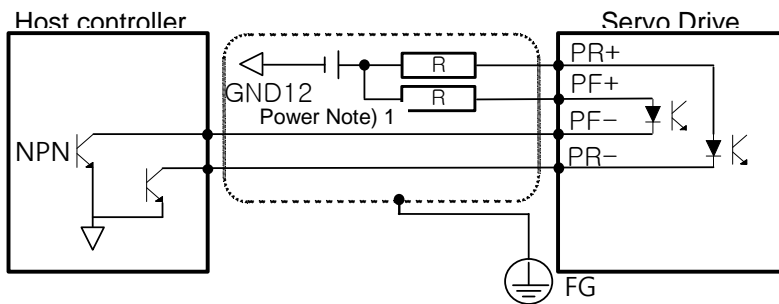 Host controller
Servo Drive
R
PR+
R
PF+
GND12
Power Note) 1
PF-
NPN
PR-
FG